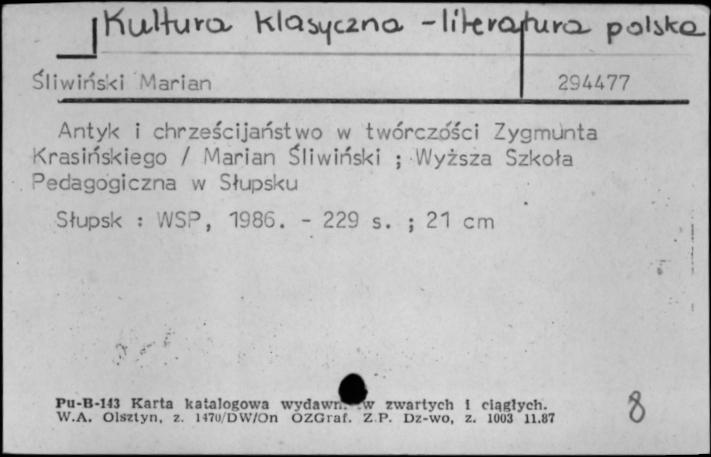 Kultura klasyczna - literatura polska
Śliwiński Marian 294477
Antyk i chrześcijaństwo w twórczości Zygmunta
Krasińskiego / Marian Śliwiński ; Wyższa Szkoła
Pedagogiczna w Słupsku
Słupsk : WSP, 1986. - 229 s. ; 21 cm
Pu-B-143 Karta katalogowa wydawn. w zwartych i ciągłych.
W.A. Olsztyn, z. 1470/DW/On OZGraf. Z.P. Dz-wo, z. 1003 11.87
8